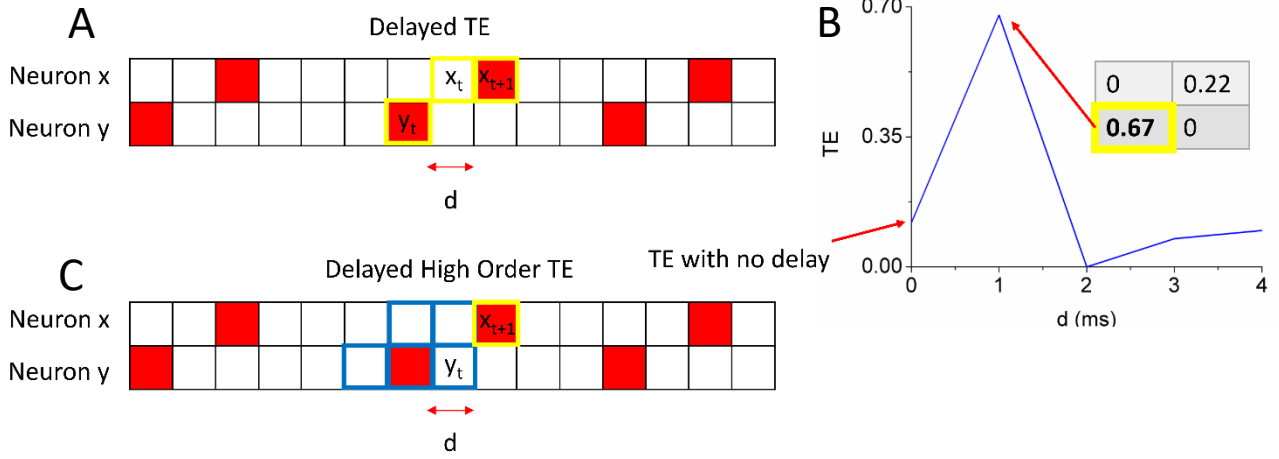 A
Delayed TE
Neuron x
x_t
x_{t+1}
Neuron y
y_t
d
B
0.70
0.35
0.00
TE
0 0.22
0.67 0
TE with no delay
0 1 2 3 4
d (ms)
C
Delayed High Order TE
Neuron x
x_{t+1}
Neuron y
y_t
d